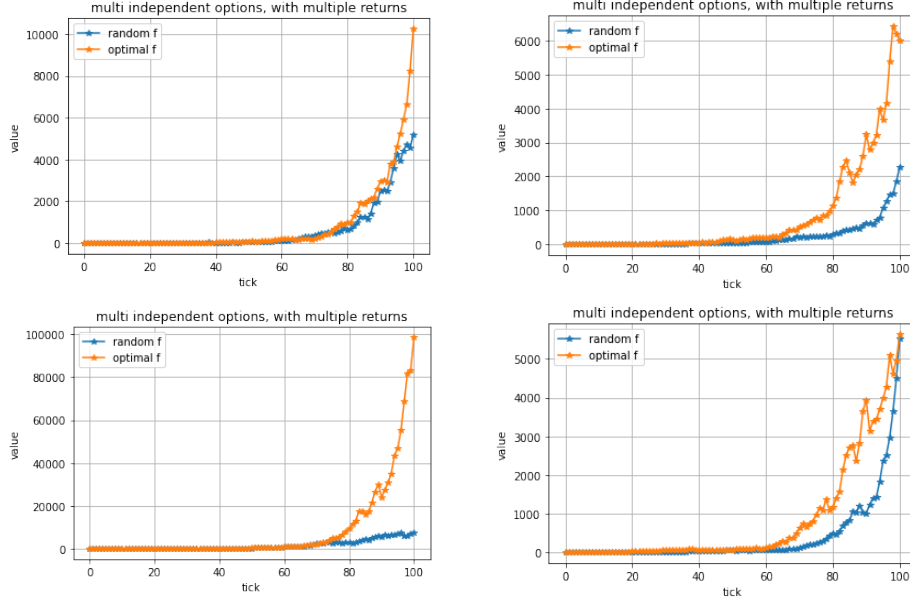 multi independent options, with multiple returns
random f
optimal f
10000
8000
6000
4000
2000
0
value
0 20 40 60 80 100
tick
multi independent options, with multiple returns
random f
optimal f
6000
5000
4000
3000
2000
1000
0
value
0 20 40 60 80 100
tick
multi independent options, with multiple returns
random f
optimal f
100000
80000
60000
40000
20000
0
value
0 20 40 60 80 100
tick
multi independent options, with multiple returns
random f
optimal f
5000
4000
3000
2000
1000
0
value
0 20 40 60 80 100
tick